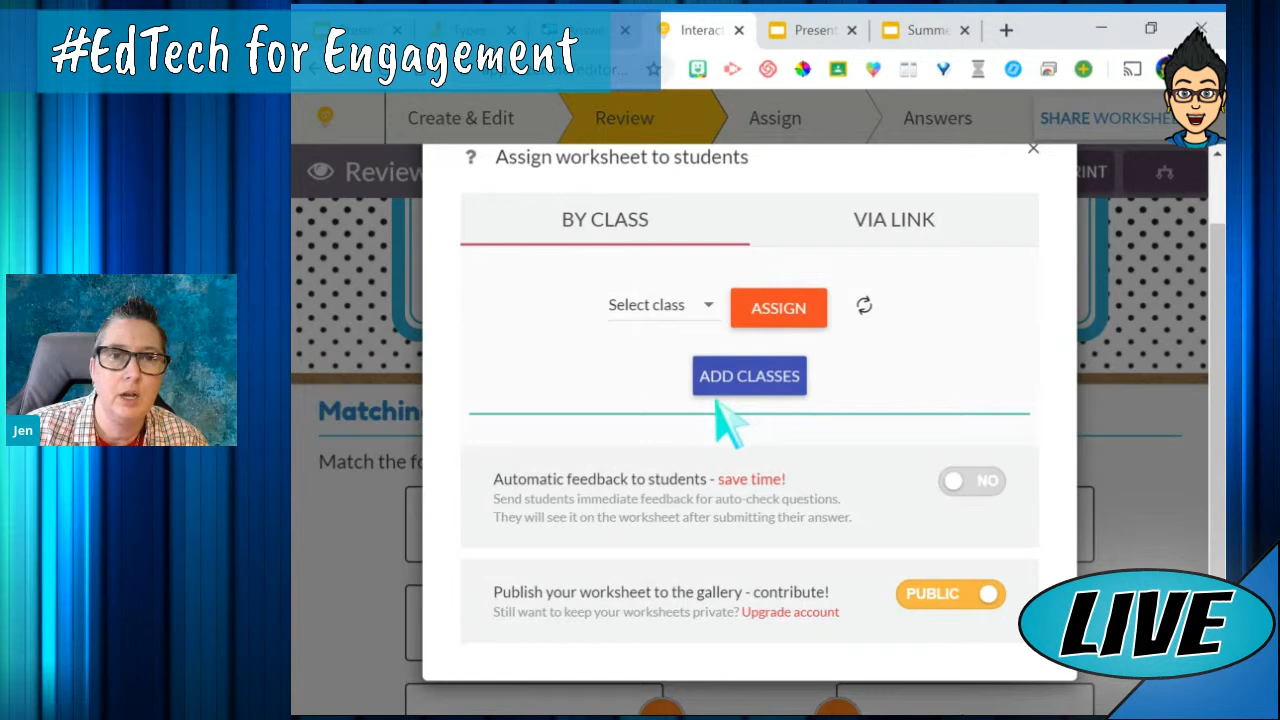 #EdTech for Engagement
Interac
Present
Summe
Create & Edit
Review
Assign
Answers
SHARE WORKSHE
Review
Assign worksheet to students
BY CLASS
VIA LINK
Select class
ASSIGN
ADD CLASSES
Jen
Matchin
Match the fo
Automatic feedback to students - save time!
NO
Send students immediate feedback for auto-check questions.
They will see it on the worksheet after submitting their answer.
Publish your worksheet to the gallery - contribute!
PUBLIC
Still want to keep your worksheets private? Upgrade account
LIVE